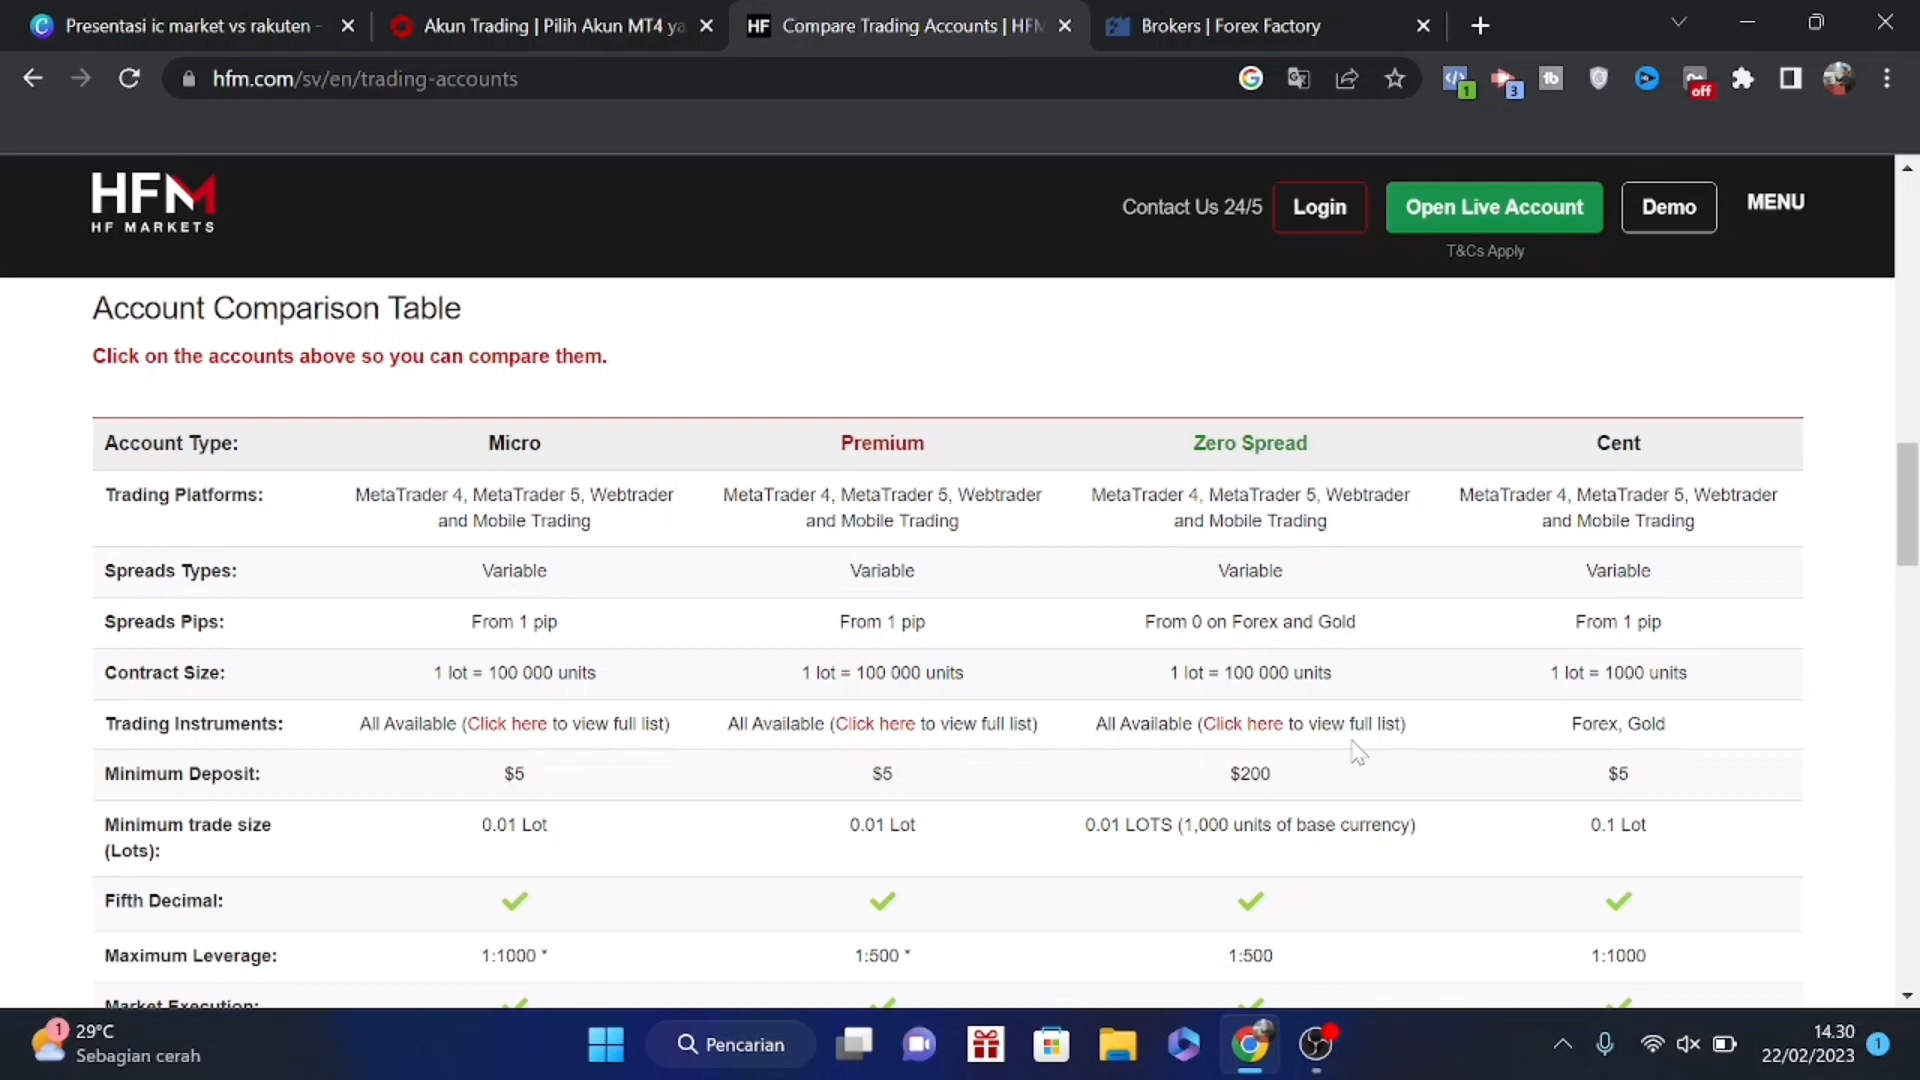 Presentasi ic market vs rakuten -
Akun Trading | Pilih Akun MT4 ya
HF Compare Trading Accounts | HFM
Brokers | Forex Factory
hfm.com/sv/en/trading-accounts
1
3
tb
off
HFM
HF MARKETS
Contact Us 24/5
Login
Open Live Account
Demo
MENU
T&Cs Apply
Account Comparison Table
Click on the accounts above so you can compare them.
Account Type: Micro Premium Zero Spread Cent
Trading Platforms: MetaTrader 4, MetaTrader 5, Webtrader MetaTrader 4, MetaTrader 5, Webtrader MetaTrader 4, MetaTrader 5, Webtrader MetaTrader 4, MetaTrader 5, Webtrader
and Mobile Trading and Mobile Trading and Mobile Trading and Mobile Trading
Spreads Types: Variable Variable Variable Variable
Spreads Pips: From 1 pip From 1 pip From 0 on Forex and Gold From 1 pip
Contract Size: 1 lot = 100 000 units 1 lot = 100 000 units 1 lot = 100 000 units 1 lot = 1000 units
Trading Instruments: All Available (Click here to view full list) All Available (Click here to view full list) All Available (Click here to view full list) Forex, Gold
Minimum Deposit: $5 $5 $200 $5
Minimum trade size 0.01 Lot 0.01 Lot 0.01 LOTS (1,000 units of base currency) 0.1 Lot
(Lots):
Fifth Decimal:
Maximum Leverage: 1:1000 * 1:500 * 1:500 1:1000
Market Execution:
1
29°C
Sebagian cerah
Pencarian
14.30
22/02/2023
1